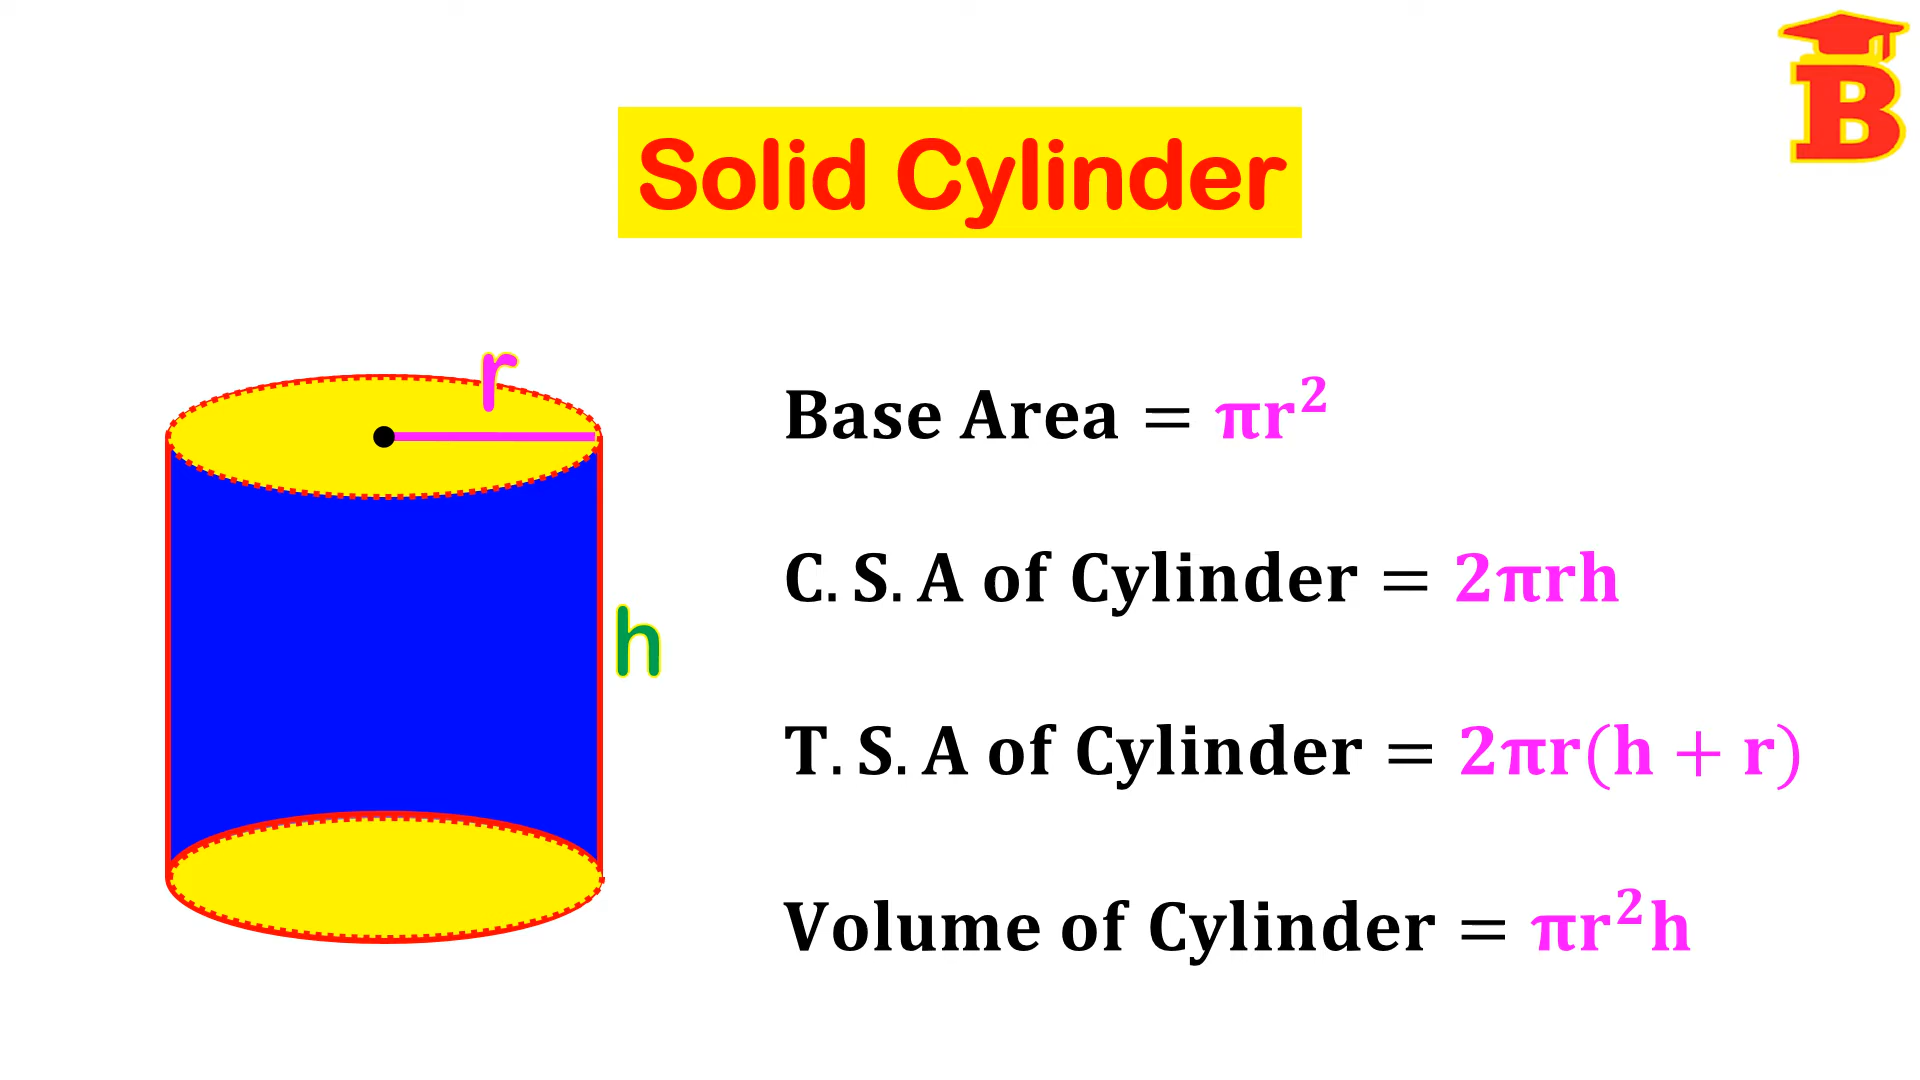 B
Solid Cylinder
r
h
Base Area = πr²
C. S. A of Cylinder = 2πrh
T. S. A of Cylinder = 2πr(h + r)
Volume of Cylinder = πr²h